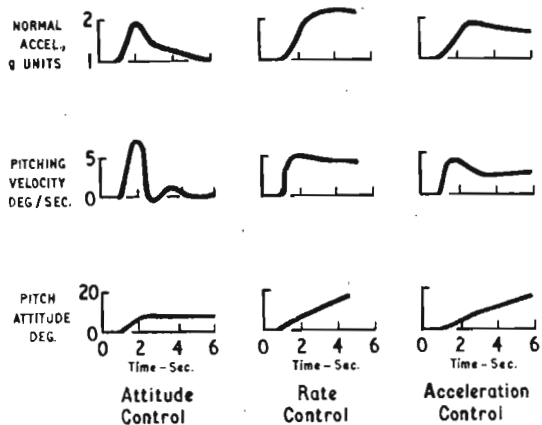 NORMAL
ACCEL.,
g UNITS
2
1
PITCHING
VELOCITY
DEG/SEC.
5
0
PITCH
ATTITUDE
DEG.
20
0
0 2 4 6
0 2 4 6
0 2 4 6
Time-Sec.
Time-Sec.
Time-Sec.
Attitude
Control
Rate
Control
Acceleration
Control